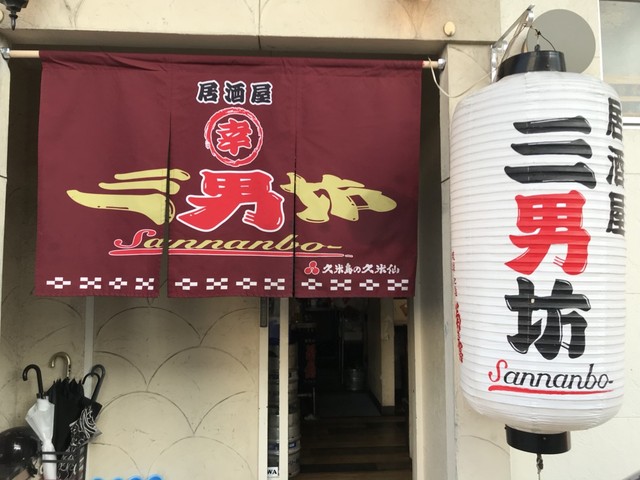 居酒屋
幸
三男坊
Sannanbo-
久米島の久米仙
居酒屋
三男坊
Sannanbo-